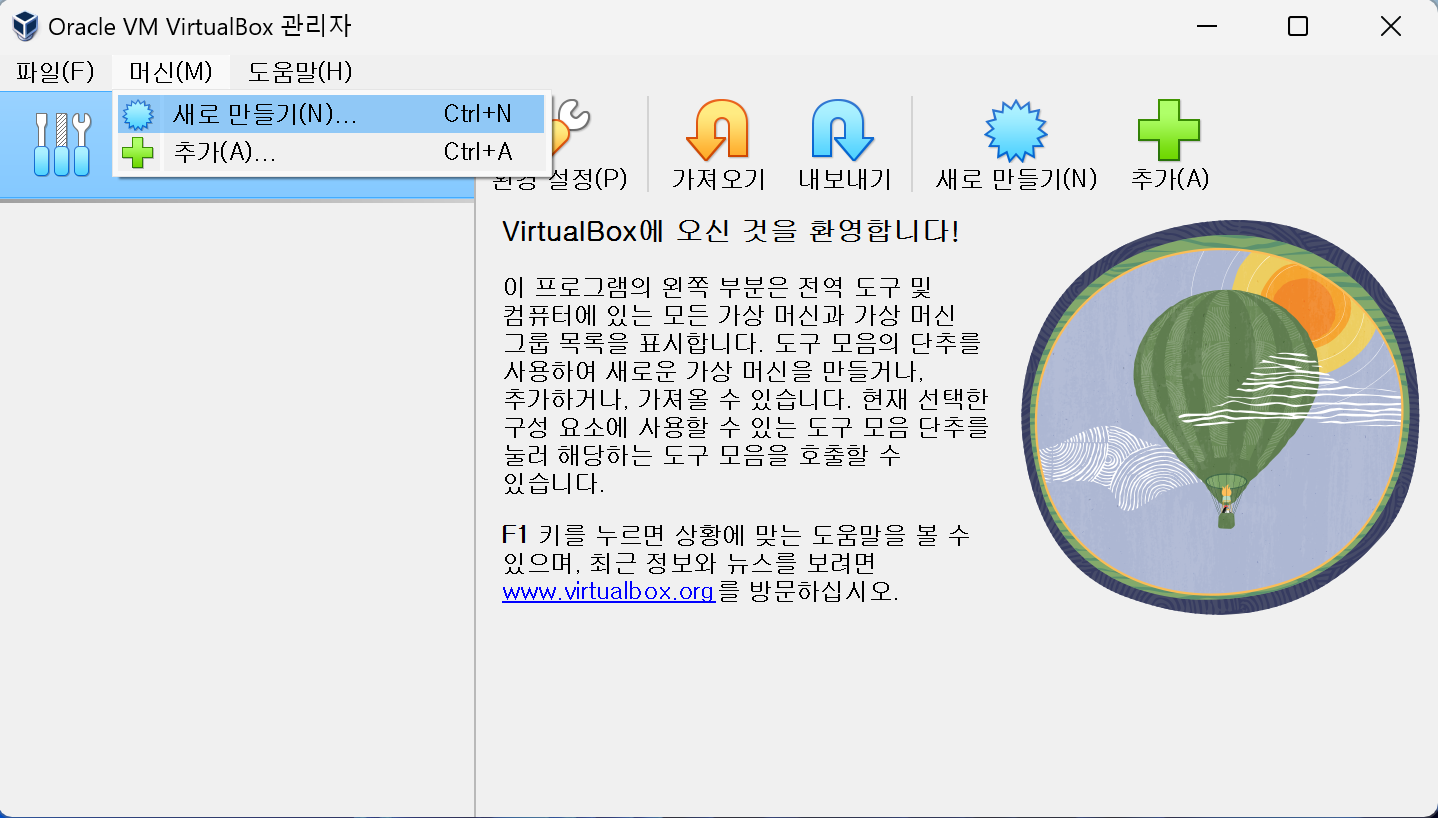 Oracle VM VirtualBox 관리자
파일(F) 머신(M) 도움말(H)
새로 만들기(N)... Ctrl+N
추가(A)... Ctrl+A
환경 설정(P) 가져오기 내보내기 새로 만들기(N) 추가(A)
VirtualBox에 오신 것을 환영합니다!
이 프로그램의 왼쪽 부분은 전역 도구 및
컴퓨터에 있는 모든 가상 머신과 가상 머신
그룹 목록을 표시합니다. 도구 모음의 단추를
사용하여 새로운 가상 머신을 만들거나,
추가하거나, 가져올 수 있습니다. 현재 선택한
구성 요소에 사용할 수 있는 도구 모음 단추를
눌러 해당하는 도구 모음을 호출할 수
있습니다.
F1 키를 누르면 상황에 맞는 도움말을 볼 수
있으며, 최근 정보와 뉴스를 보려면
www.virtualbox.org를 방문하십시오.